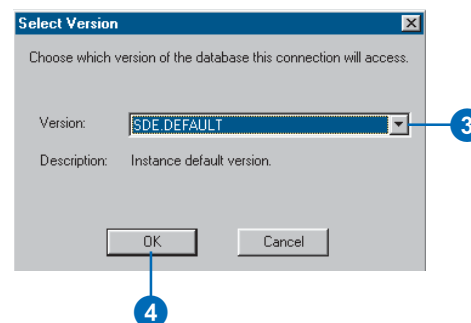 Select Version
Choose which version of the database this connection will access.
Version: SDE.DEFAULT
3
Description: Instance default version.
OK Cancel
4